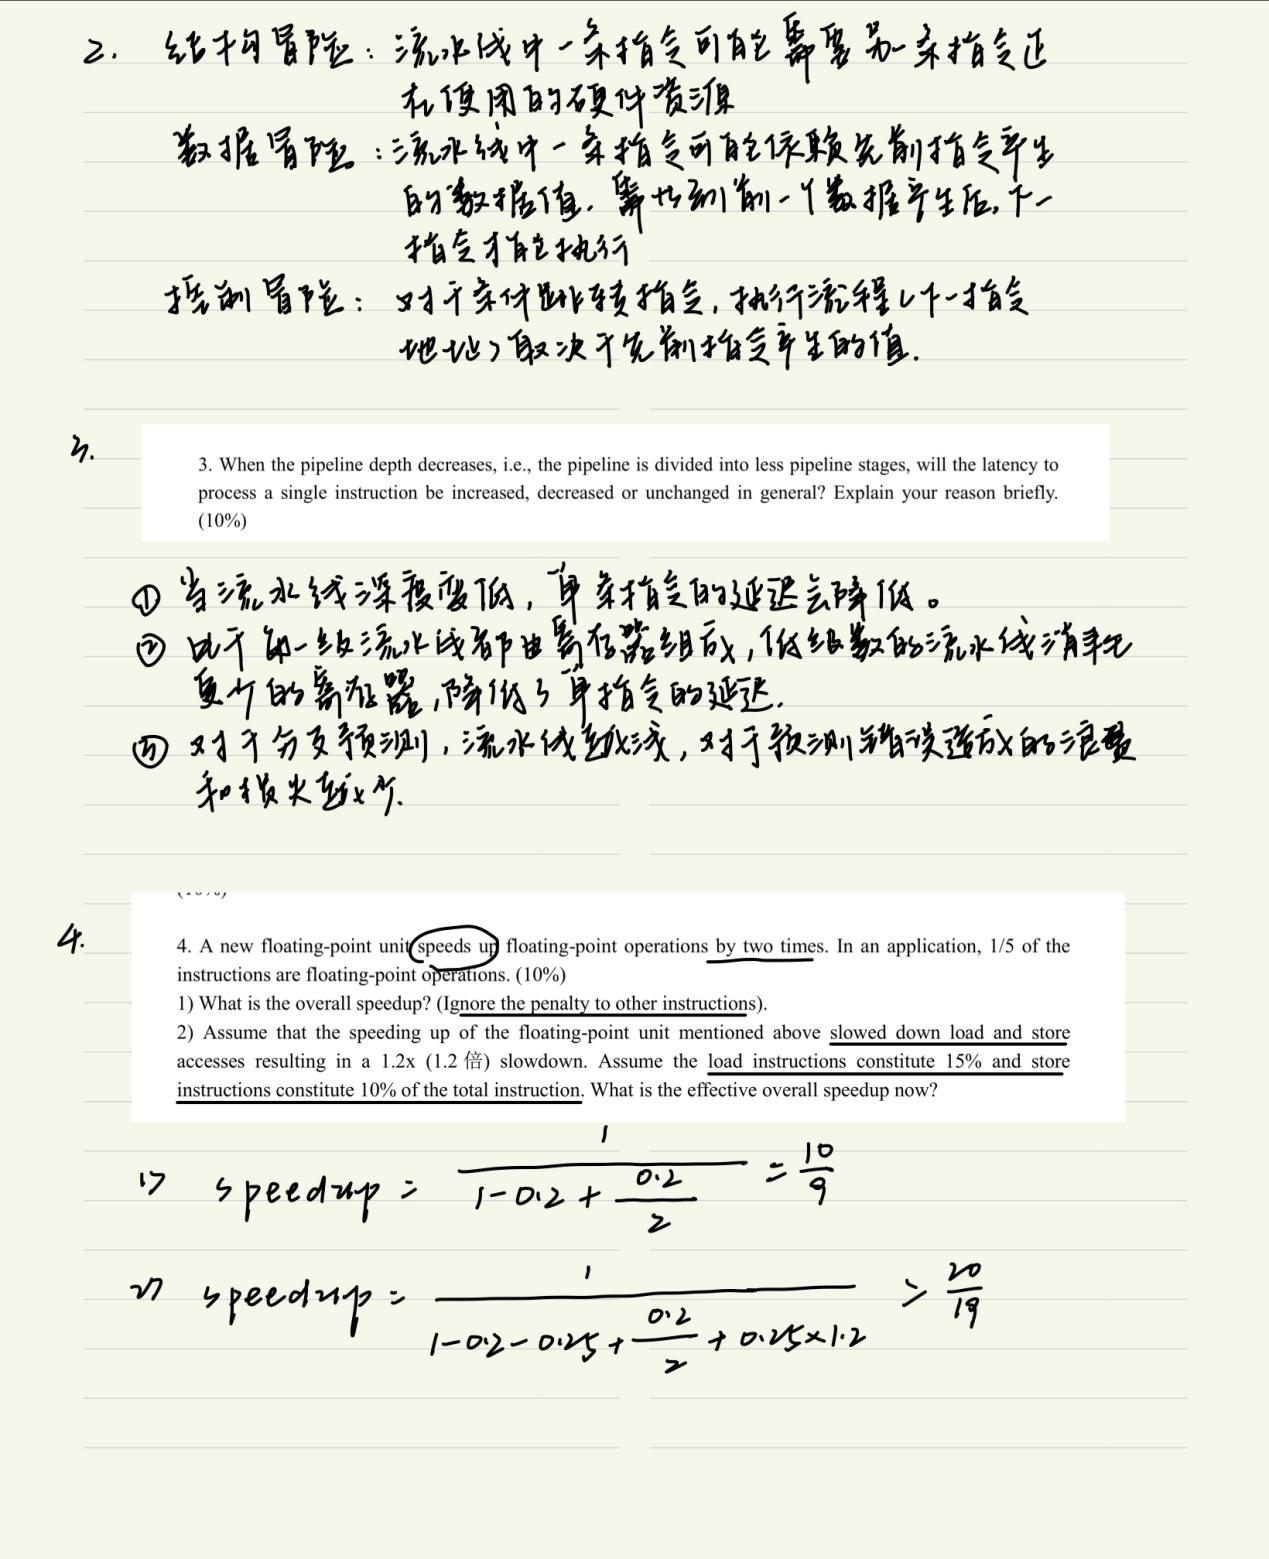 2. 结构冒险：流水线中一条指令可能需要另一条指令正
在使用的硬件资源
数据冒险：流水线中一条指令可能依赖先前指令产生
的数据值，需等到前一个数据产生后，下一
指令才能执行
控制冒险：对于条件跳转指令，执行流程（下一指令
地址）取决于先前指令产生的值.
3.
3. When the pipeline depth decreases, i.e., the pipeline is divided into less pipeline stages, will the latency to
process a single instruction be increased, decreased or unchanged in general? Explain your reason briefly.
(10%)
① 当流水线深度变低，单条指令的延迟会降低。
② 由于每一级流水线都由寄存器组成，低级数的流水线消耗
更少的寄存器，降低了单指令的延迟.
③ 对于分支预测，流水线越浅，对于预测错误造成的浪费
和损失越少.
(10%)
4.
4. A new floating-point unit speeds up floating-point operations by two times. In an application, 1/5 of the
instructions are floating-point operations. (10%)
1) What is the overall speedup? (Ignore the penalty to other instructions).
2) Assume that the speeding up of the floating-point unit mentioned above slowed down load and store
accesses resulting in a 1.2x (1.2 倍) slowdown. Assume the load instructions constitute 15% and store
instructions constitute 10% of the total instruction. What is the effective overall speedup now?
1) speedup = 1 / (1-0.2 + 0.2/2) = 10/9
2) speedup = 1 / (1-0.2-0.25 + 0.2/2 + 0.25×1.2) = 20/19